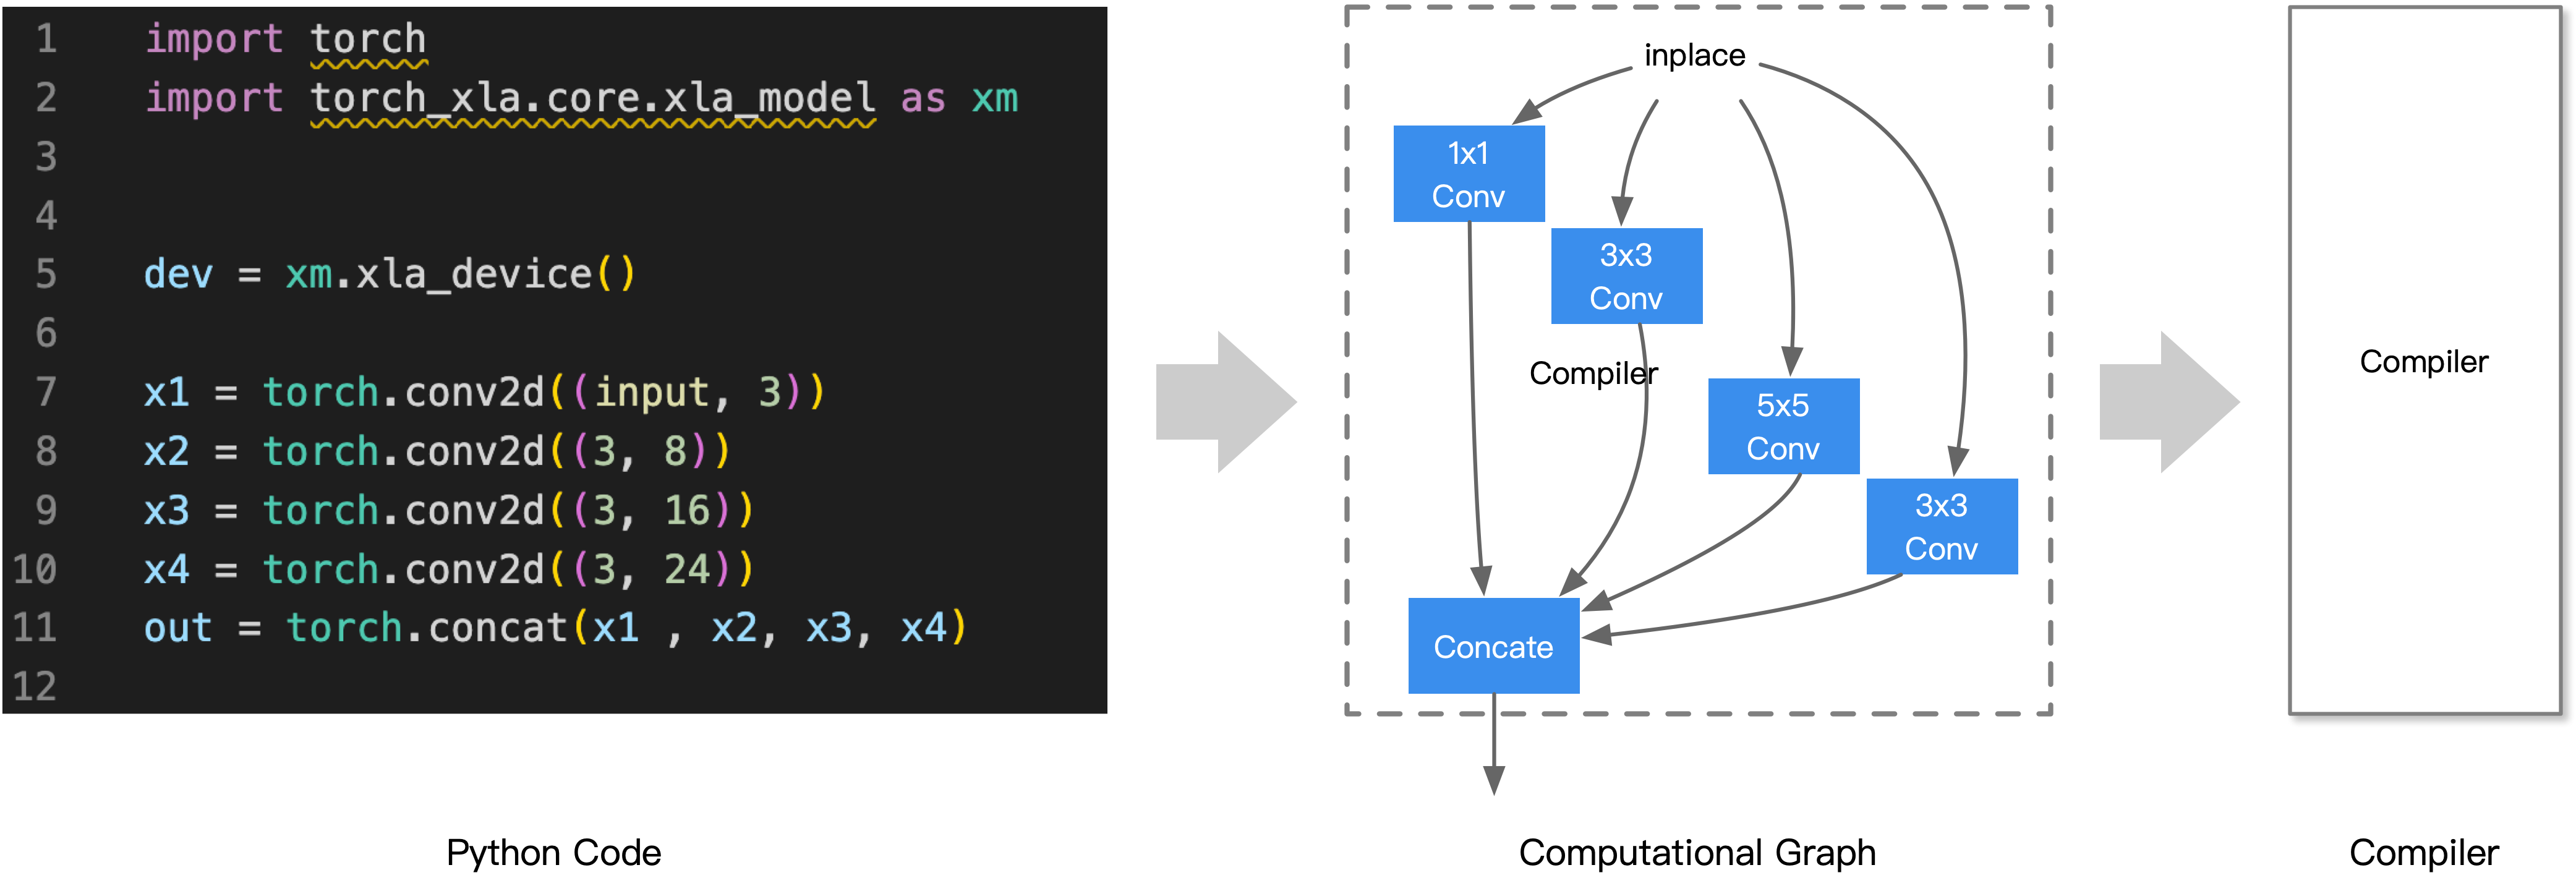 1 import torch
2 import torch_xla.core.xla_model as xm
3
4
5 dev = xm.xla_device()
6
7 x1 = torch.conv2d((input, 3))
8 x2 = torch.conv2d((3, 8))
9 x3 = torch.conv2d((3, 16))
10 x4 = torch.conv2d((3, 24))
11 out = torch.concat(x1 , x2, x3, x4)
12
Python Code
inplace
1x1
Conv
3x3
Conv
Compiler
5x5
Conv
3x3
Conv
Concate
Computational Graph
Compiler
Compiler